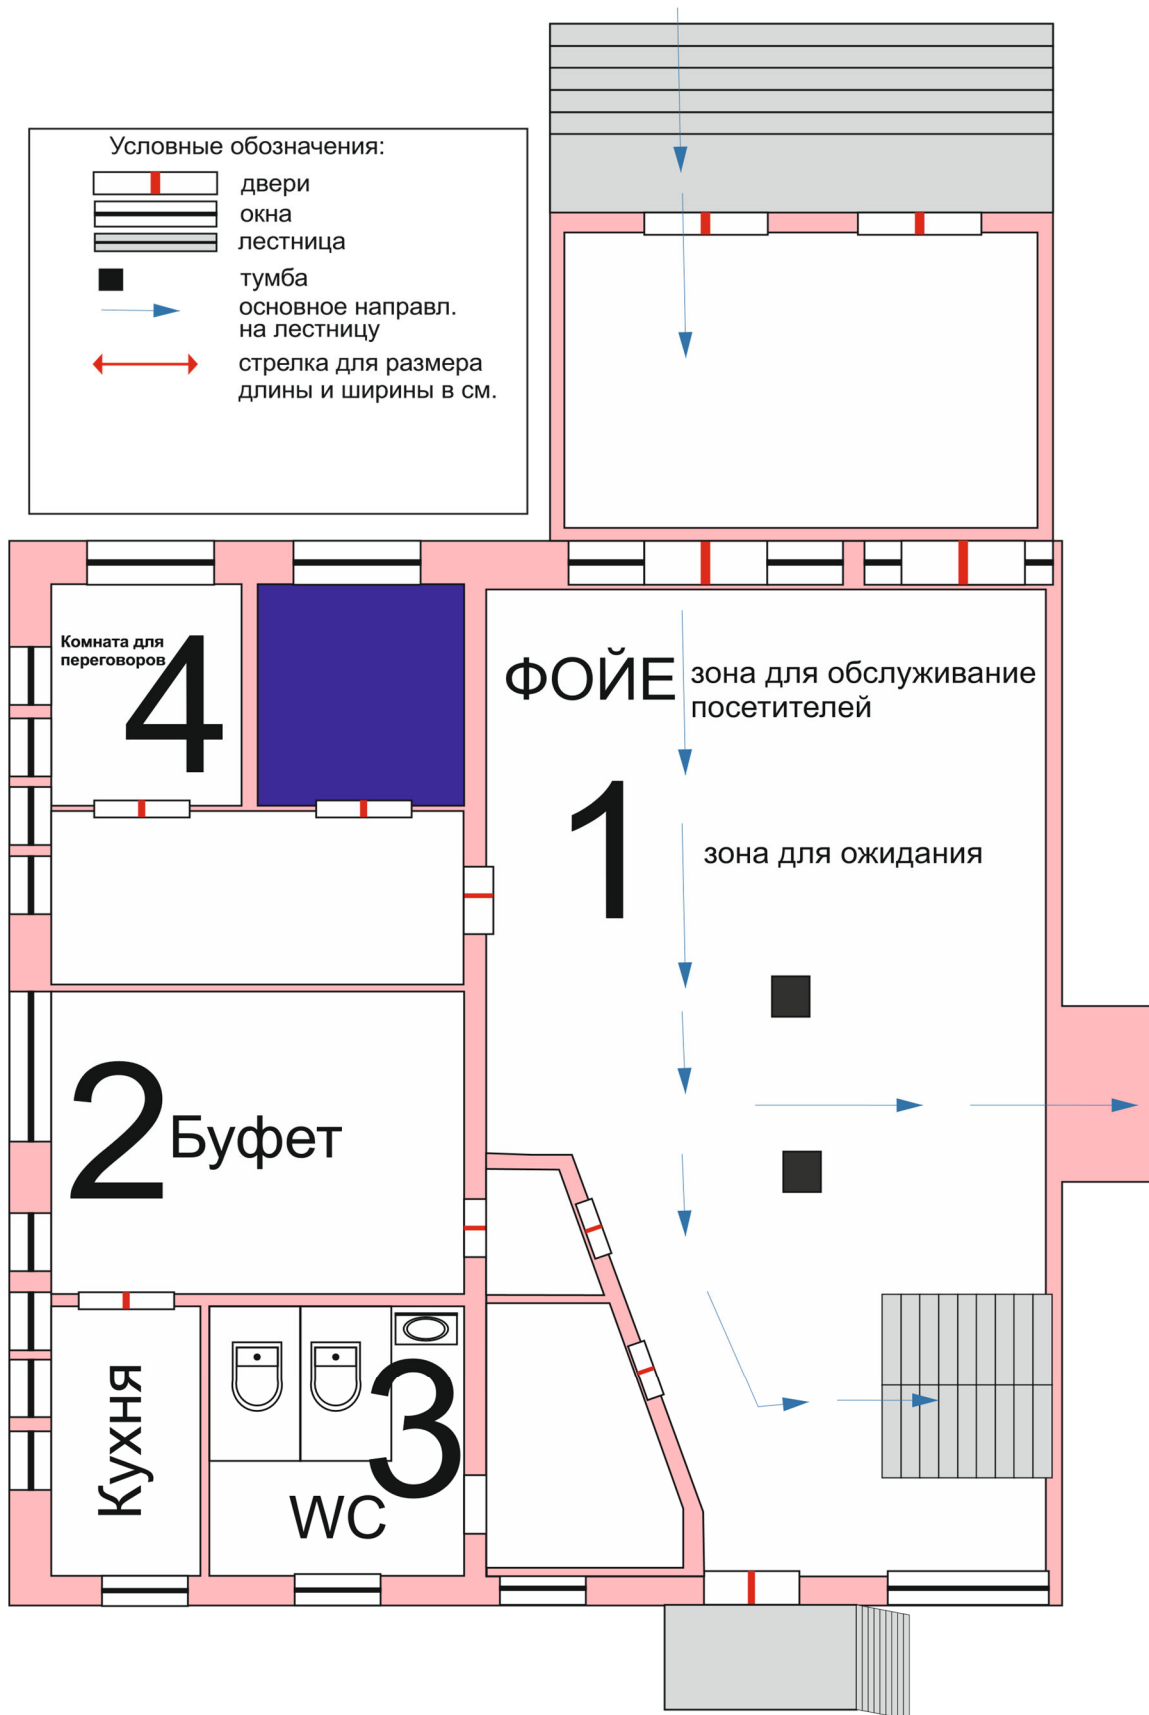 Условные обозначения:
двери
окна
лестница
тумба
основное направл.
на лестницу
стрелка для размера
длины и ширины в см.
Комната для
переговоров
4
ФОЙЕ
зона для обслуживание
посетителей
1
зона для ожидания
2
Буфет
Кухня
3
WC